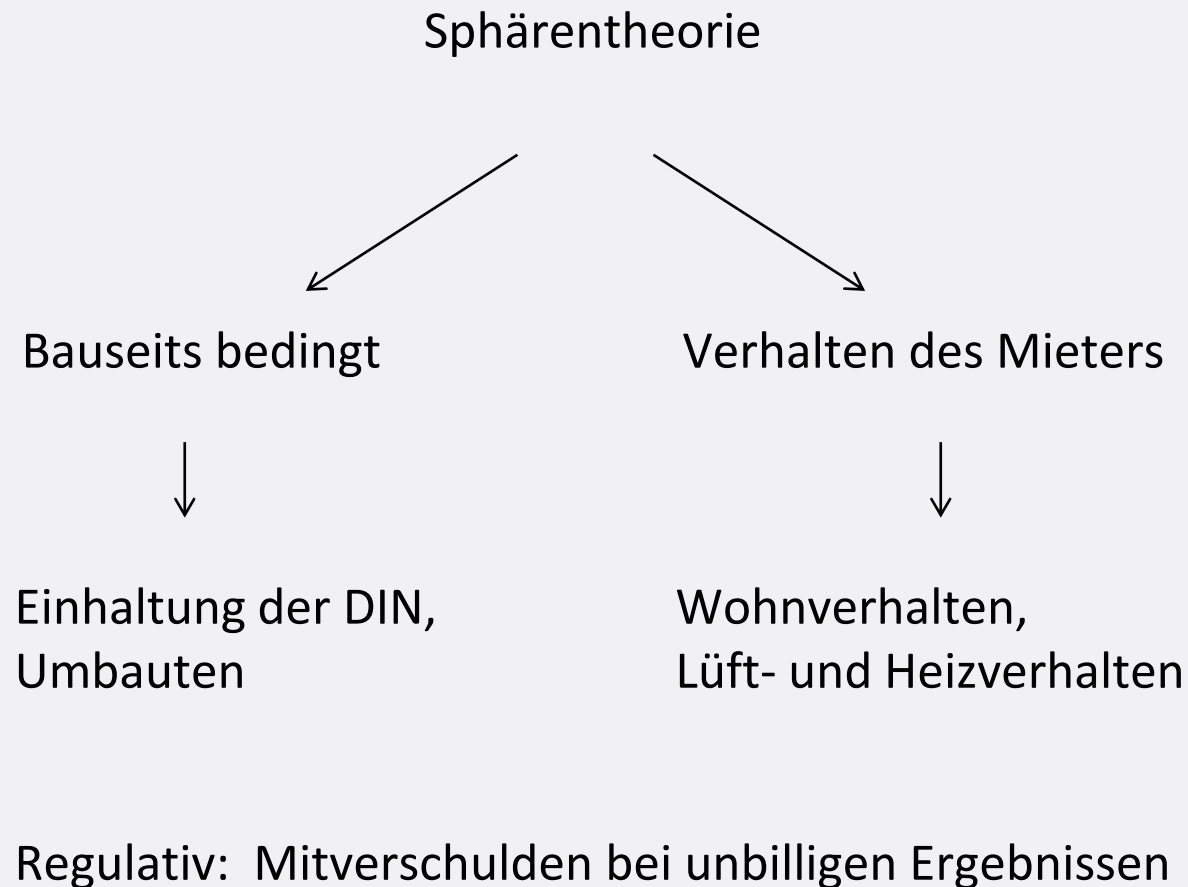 Sphärentheorie
Bauseits bedingt
Verhalten des Mieters
Einhaltung der DIN,
Umbauten
Wohnverhalten,
Lüft- und Heizverhalten
Regulativ: Mitverschulden bei unbilligen Ergebnissen